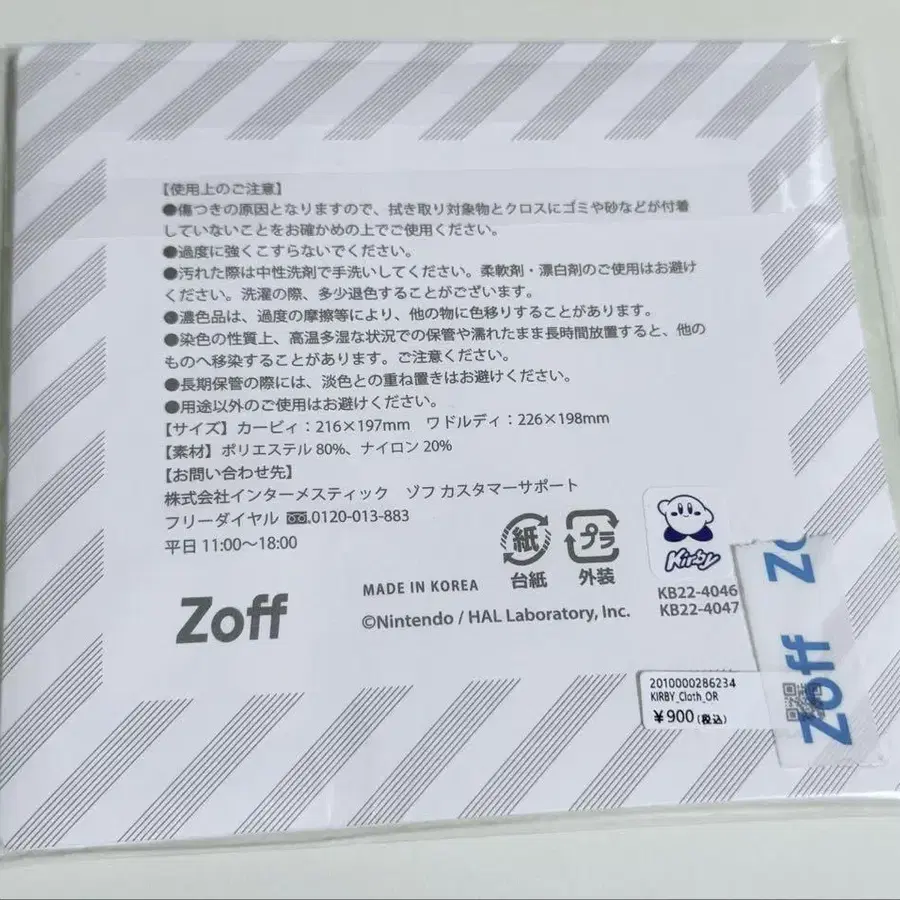 【使用上のご注意】
●傷つきの原因となりますので、拭き取り対象物とクロスにゴミや砂などが付着
していないことをお確かめの上でご使用ください。
●過度に強くこすらないでください。
●汚れた際は中性洗剤で手洗いしてください。柔軟剤・漂白剤のご使用はお避け
ください。洗濯の際、多少退色することがございます。
●濃色品は、過度の摩擦等により、他の物に色移りすることがあります。
●染色の性質上、高温多湿な状況での保管や濡れたまま長時間放置すると、他の
ものへ移染することがあります。ご注意ください。
●長期保管の際には、淡色との重ね置きはお避けください。
●用途以外のご使用はお避けください。
【サイズ】カービィ：216×197mm　ワドルディ：226×198mm
【素材】ポリエステル 80%、ナイロン 20%
【お問い合わせ先】
株式会社インターメスティック　ゾフ カスタマーサポート
フリーダイヤル 0120-013-883
平日 11:00〜18:00
紙
台紙
プラ
外装
Kirby
MADE IN KOREA
KB22-4046
KB22-4047
Zoff
©Nintendo / HAL Laboratory, Inc.
2010000286234
KIRBY_Cloth_OR
¥900(税込)
Zoff